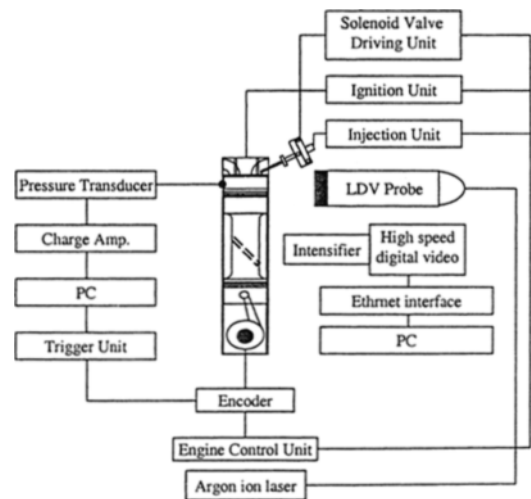 Solenoid Valve
Driving Unit
Ignition Unit
Injection Unit
Pressure Transducer
LDV Probe
Charge Amp.
Intensifier
High speed
digital video
PC
Ethrnet interface
Trigger Unit
PC
Encoder
Engine Control Unit
Argon ion laser